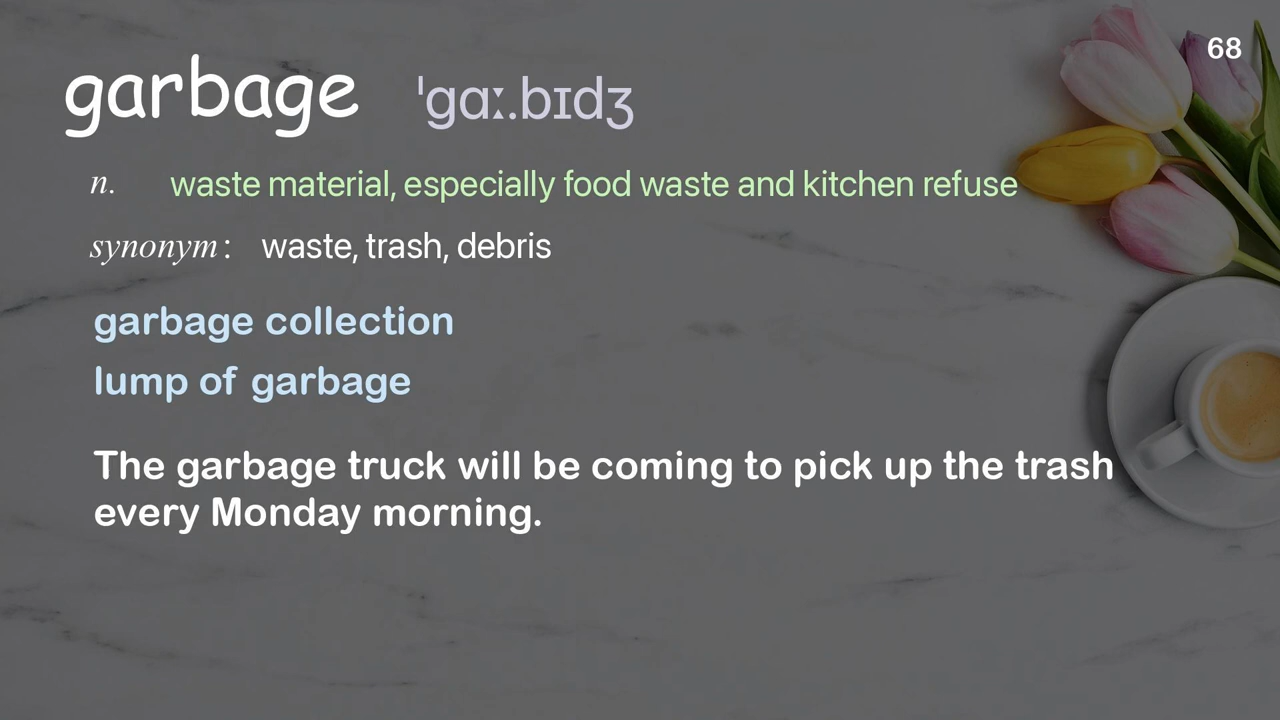 68
garbage ˈɡɑː.bɪdʒ
n. waste material, especially food waste and kitchen refuse
synonym: waste, trash, debris
garbage collection
lump of garbage
The garbage truck will be coming to pick up the trash
every Monday morning.